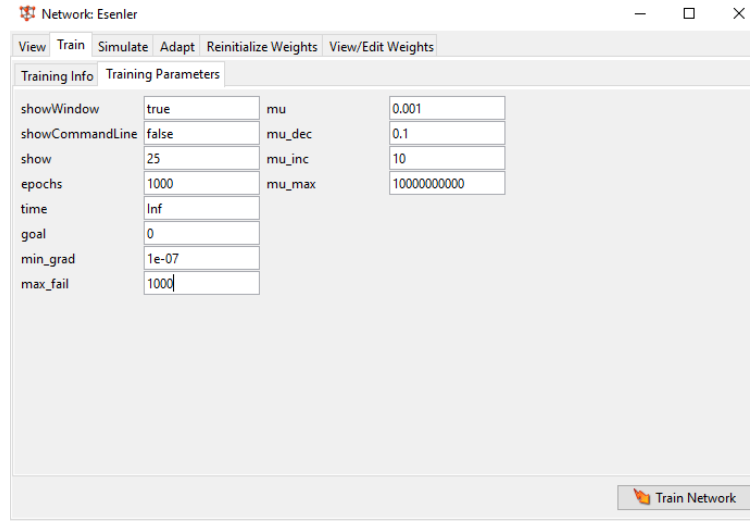 Network: Esenler
View Train Simulate Adapt Reinitialize Weights View/Edit Weights
Training Info Training Parameters
showWindow true mu 0.001
showCommandLine false mu_dec 0.1
show 25 mu_inc 10
epochs 1000 mu_max 10000000000
time Inf
goal 0
min_grad 1e-07
max_fail 1000
Train Network